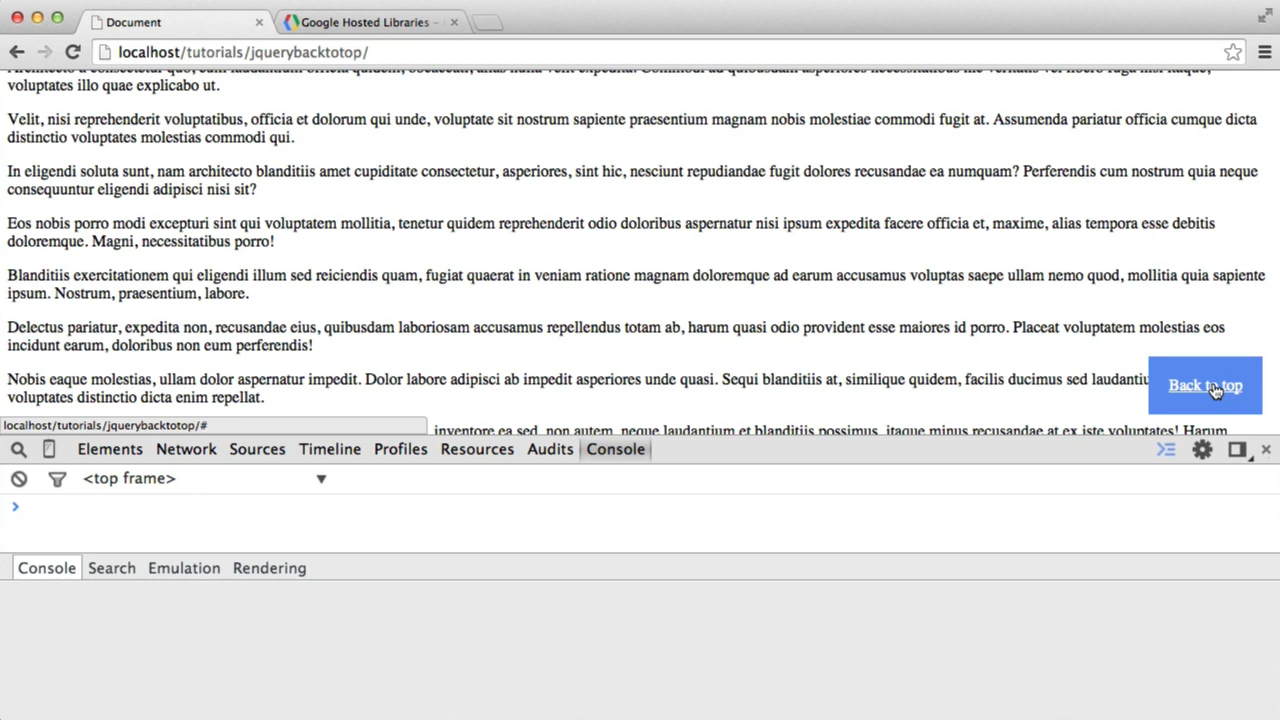 Document
Google Hosted Libraries -
localhost/tutorials/jquerybacktotop/
voluptates illo quae explicabo ut.
Velit, nisi reprehenderit voluptatibus, officia et dolorum qui unde, voluptate sit nostrum sapiente praesentium magnam nobis molestiae commodi fugit at. Assumenda pariatur officia cumque dicta
distinctio voluptates molestias commodi qui.
In eligendi soluta sunt, nam architecto blanditiis amet cupiditate consectetur, asperiores, sint hic, nesciunt repudiandae fugit dolores recusandae ea numquam? Perferendis cum nostrum quia neque
consequuntur eligendi adipisci nisi sit?
Eos nobis porro modi excepturi sint qui voluptatem mollitia, tenetur quidem reprehenderit odio doloribus aspernatur nisi ipsum expedita facere officia et, maxime, alias tempora esse debitis
doloremque. Magni, necessitatibus porro!
Blanditiis exercitationem qui eligendi illum sed reiciendis quam, fugiat quaerat in veniam ratione magnam doloremque ad earum accusamus voluptas saepe ullam nemo quod, mollitia quia sapiente
ipsum. Nostrum, praesentium, labore.
Delectus pariatur, expedita non, recusandae eius, quibusdam laboriosam accusamus repellendus totam ab, harum quasi odio provident esse maiores id porro. Placeat voluptatem molestias eos
incidunt earum, doloribus non eum perferendis!
Nobis eaque molestias, ullam dolor aspernatur impedit. Dolor labore adipisci ab impedit asperiores unde quasi. Sequi blanditiis at, similique quidem, facilis ducimus sed laudantiu
Back to top
voluptates distinctio dicta enim repellat.
localhost/tutorials/jquerybacktotop/#
inventore ea sed, non autem, neque laudantium et blanditiis possimus, itaque minus recusandae at ex iste voluptates! Harum
Elements Network Sources Timeline Profiles Resources Audits Console
<top frame>
Console Search Emulation Rendering